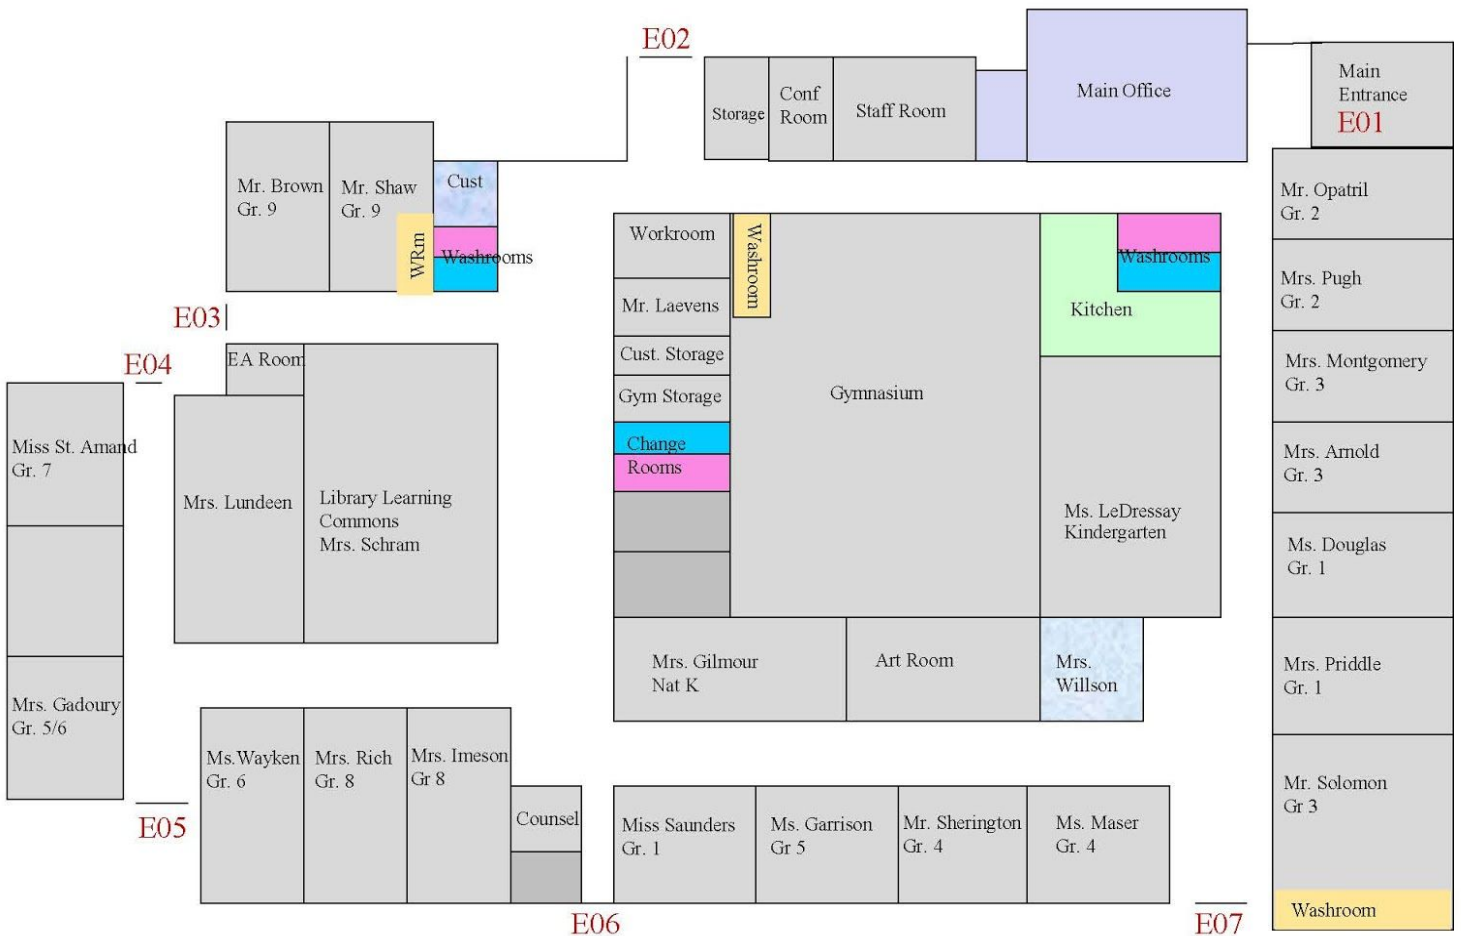 E02
Main Office
Main
Entrance
E01
Storage
Conf
Room
Staff Room
Mr. Brown
Gr. 9
Mr. Shaw
Gr. 9
Cust
WRm
Washrooms
E03
E04
EA Room
Miss St. Amand
Gr. 7
Mrs. Lundeen
Library Learning
Commons
Mrs. Schram
Mrs. Gadoury
Gr. 5/6
E05
Ms.Wayken
Gr. 6
Mrs. Rich
Gr. 8
Mrs. Imeson
Gr 8
Counsel
E06
Workroom
Washroom
Mr. Laevens
Cust. Storage
Gym Storage
Change
Rooms
Gymnasium
Washrooms
Kitchen
Ms. LeDressay
Kindergarten
Mrs. Gilmour
Nat K
Art Room
Mrs.
Willson
Miss Saunders
Gr. 1
Ms. Garrison
Gr 5
Mr. Sherington
Gr. 4
Ms. Maser
Gr. 4
E07
Mr. Opatril
Gr. 2
Mrs. Pugh
Gr. 2
Mrs. Montgomery
Gr. 3
Mrs. Arnold
Gr. 3
Ms. Douglas
Gr. 1
Mrs. Priddle
Gr. 1
Mr. Solomon
Gr 3
Washroom